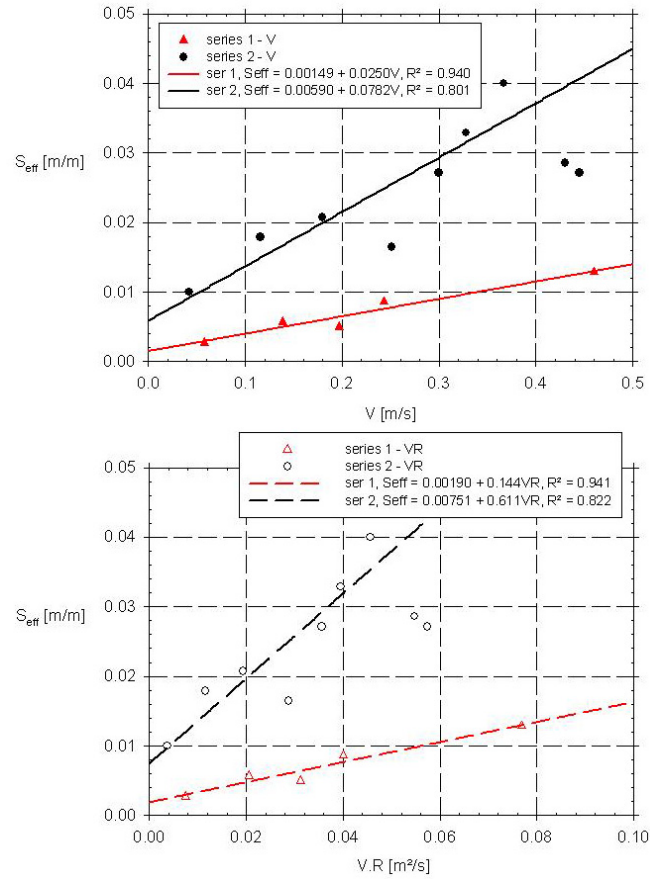 0.05
series 1 - V
series 2 - V
ser 1, Seff = 0.00149 + 0.0250V, R² = 0.940
ser 2, Seff = 0.00590 + 0.0782V, R² = 0.801
0.04
0.03
S_eff [m/m]
0.02
0.01
0.00
0.0 0.1 0.2 0.3 0.4 0.5
V [m/s]
series 1 - VR
series 2 - VR
ser 1, Seff = 0.00190 + 0.144VR, R² = 0.941
ser 2, Seff = 0.00751 + 0.611VR, R² = 0.822
0.05
0.04
0.03
S_eff [m/m]
0.02
0.01
0.00
0.00 0.02 0.04 0.06 0.08 0.10
V.R [m²/s]